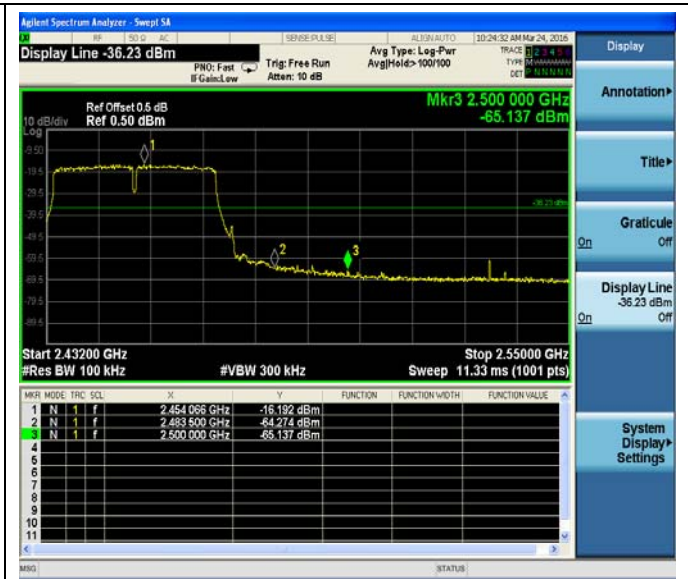 Agilent Spectrum Analyzer - Swept SA
RF 50 Ω AC SENSE:PULSE ALIGN AUTO 10:24:32 AM Mar 24, 2016
Display Line -36.23 dBm
PNO: Fast
IFGain:Low
Trig: Free Run
Atten: 10 dB
Avg Type: Log-Pwr
Avg|Hold:>100/100
TRACE 1 2 3 4 5 6
TYPE M
DET P N N N N N
Ref Offset 0.5 dB
10 dB/div Ref 0.50 dBm
Log
Mkr3 2.500 000 GHz
-65.137 dBm
-9.50
1
-19.5
-29.5
-36.23 dBm
-39.5
-49.5
2
3
-59.5
-69.5
-79.5
-89.5
Start 2.43200 GHz Stop 2.55000 GHz
#Res BW 100 kHz #VBW 300 kHz Sweep 11.33 ms (1001 pts)
MKR MODE TRC SCL X Y FUNCTION FUNCTION WIDTH FUNCTION VALUE
1 N 1 f 2.454 066 GHz -16.192 dBm
2 N 1 f 2.483 500 GHz -64.274 dBm
3 N 1 f 2.500 000 GHz -65.137 dBm
4
5
6
7
8
9
10
11
MSG STATUS
Display
Annotation
Title
Graticule
On Off
Display Line
-36.23 dBm
On Off
System
Display
Settings